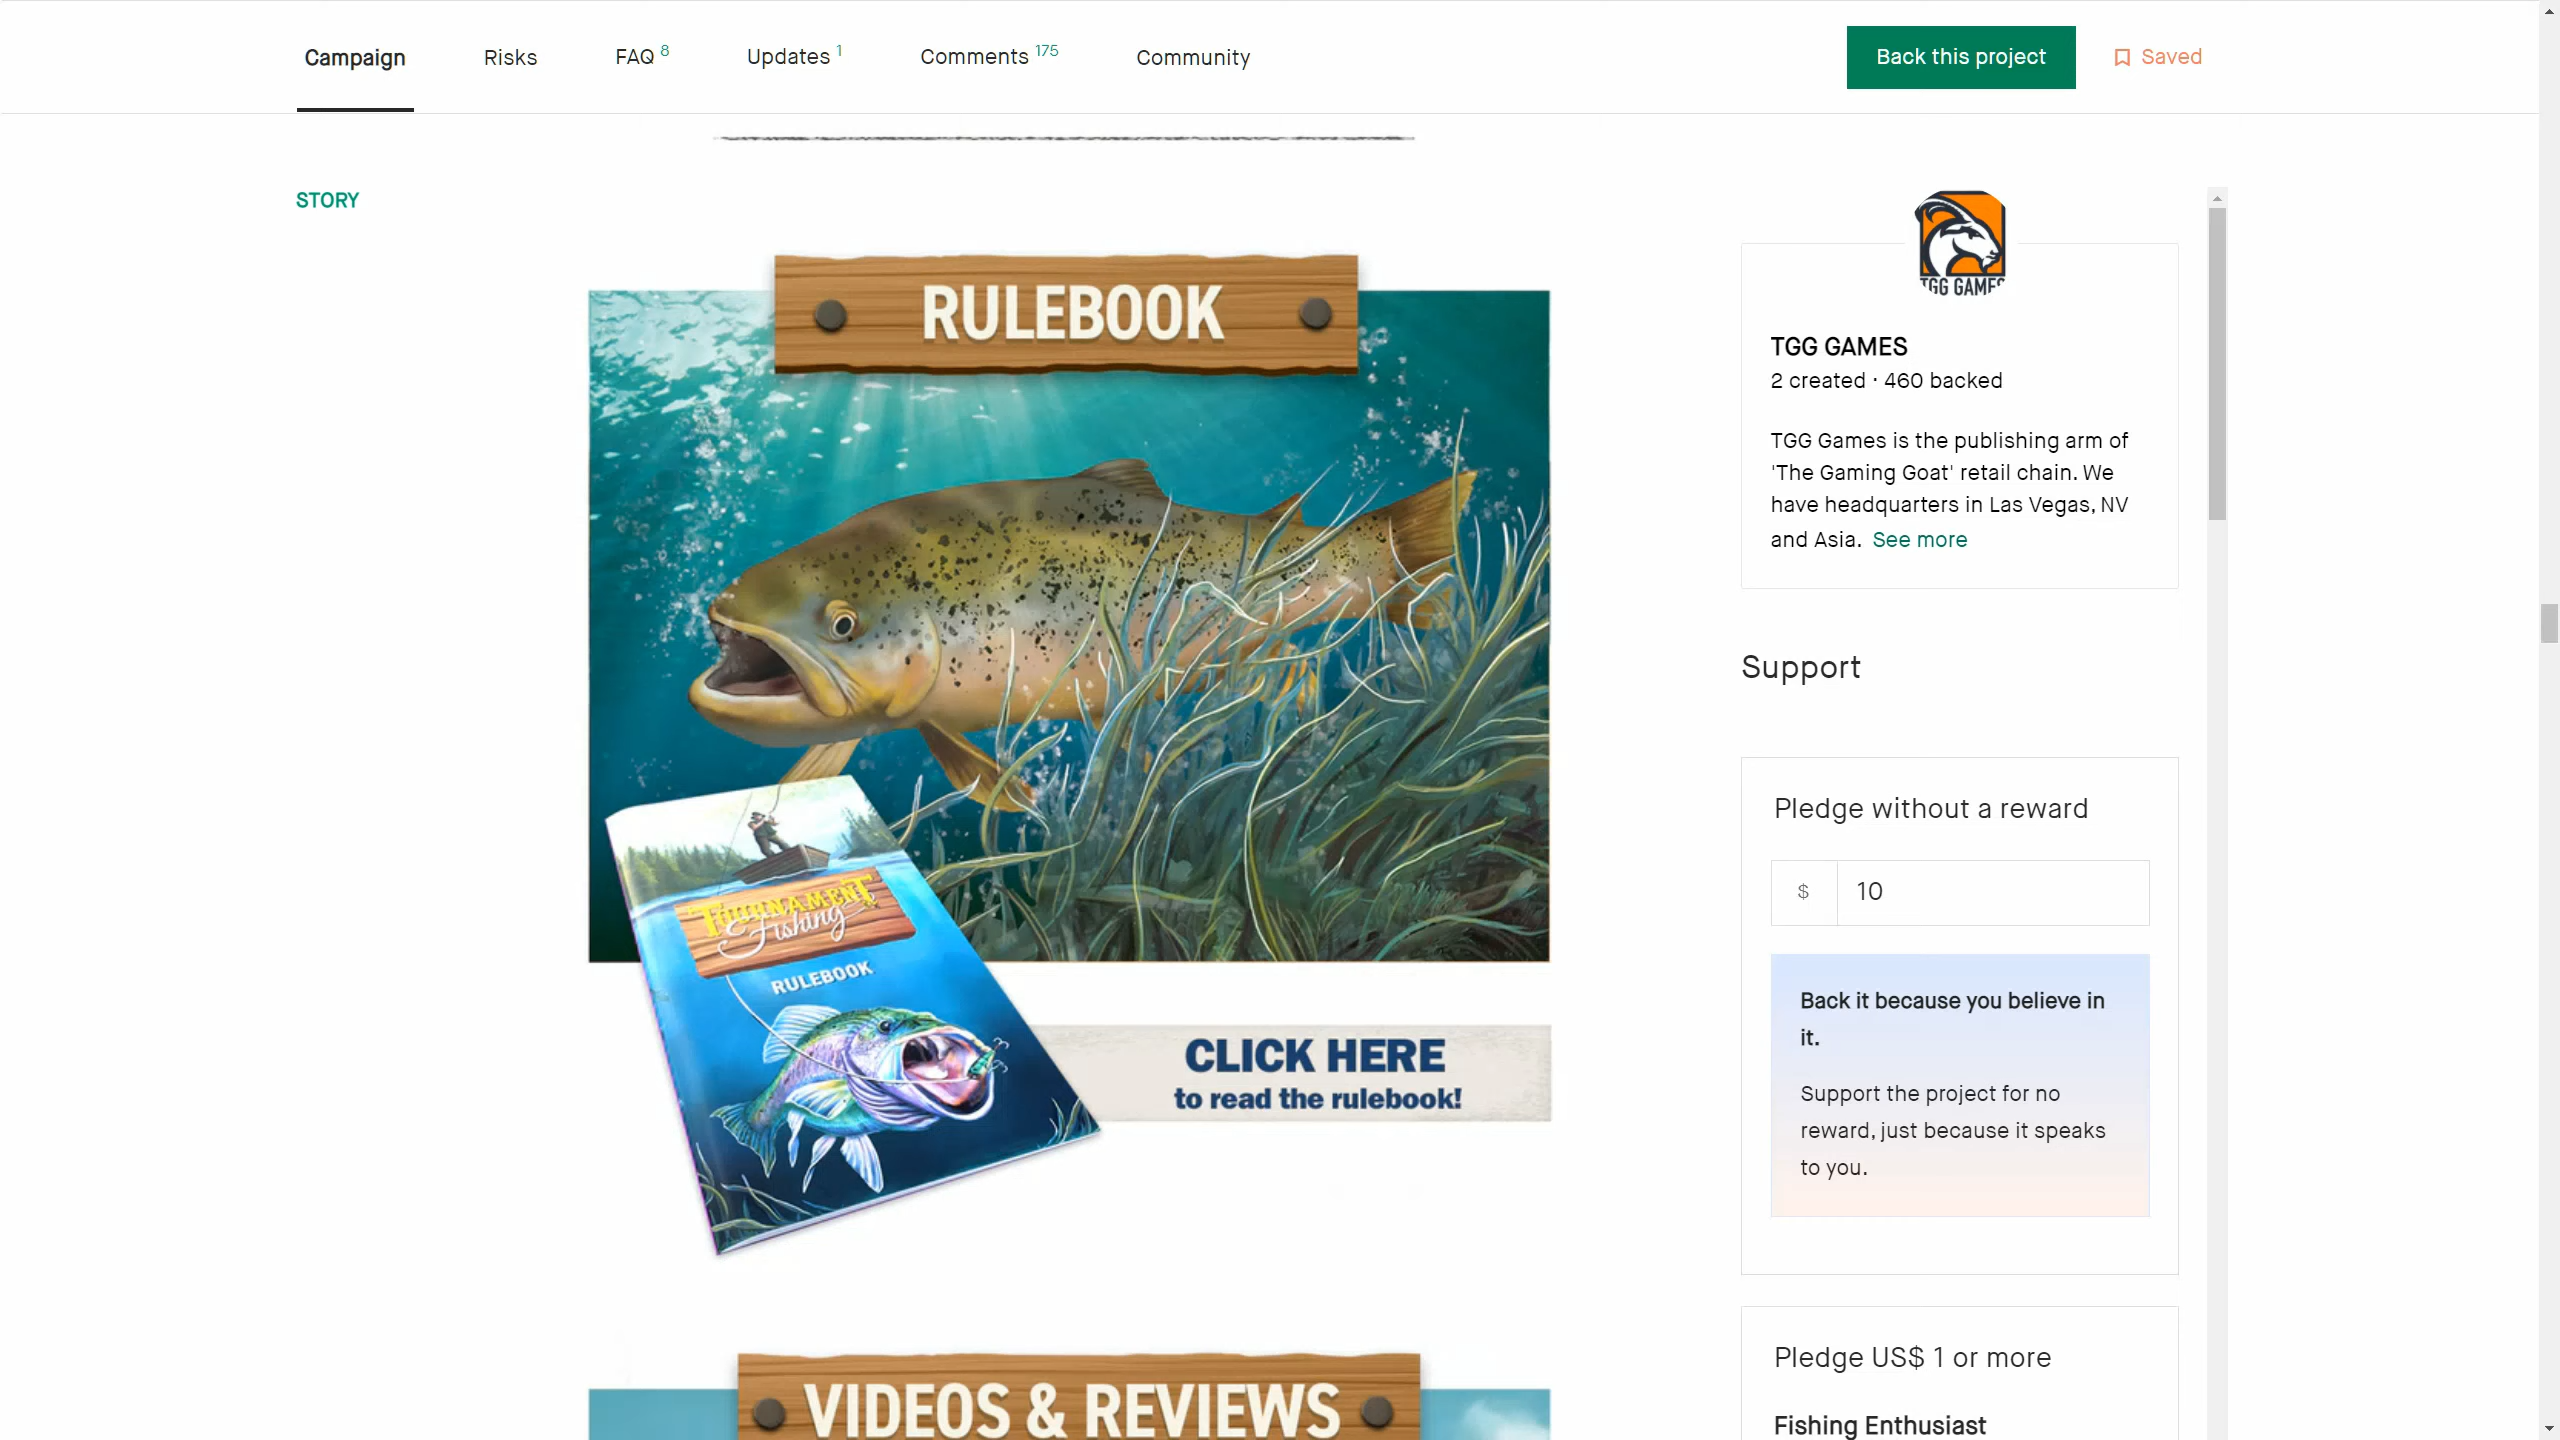 Campaign
Risks
FAQ 8
Updates 1
Comments 175
Community
Back this project
Saved
STORY
RULEBOOK
TOURNAMENT
Fishing
RULEBOOK
CLICK HERE
to read the rulebook!
VIDEOS & REVIEWS
TGG GAMES
TGG GAMES
2 created · 460 backed
TGG Games is the publishing arm of
'The Gaming Goat' retail chain. We
have headquarters in Las Vegas, NV
and Asia. See more
Support
Pledge without a reward
$ 10
Back it because you believe in
it.
Support the project for no
reward, just because it speaks
to you.
Pledge US$ 1 or more
Fishing Enthusiast